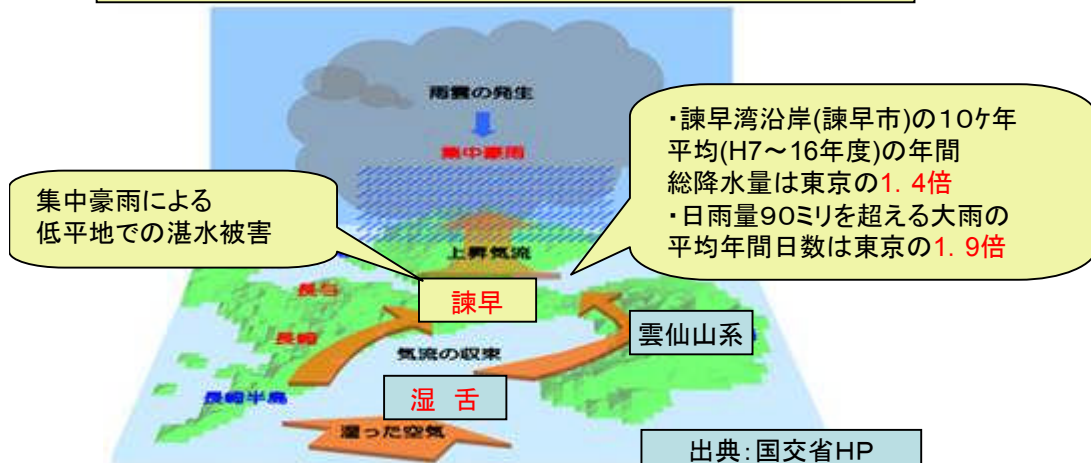 雨雲の発生
集中豪雨
・諫早湾沿岸(諫早市)の10ケ年
平均(H7～16年度)の年間
総降水量は東京の1.4倍
・日雨量90ミリを超える大雨の
平均年間日数は東京の1.9倍
集中豪雨による
低平地での湛水被害
上昇気流
長与
諫早
長崎
雲仙山系
気流の収束
長崎半島
湿 舌
湿った空気
出典:国交省HP